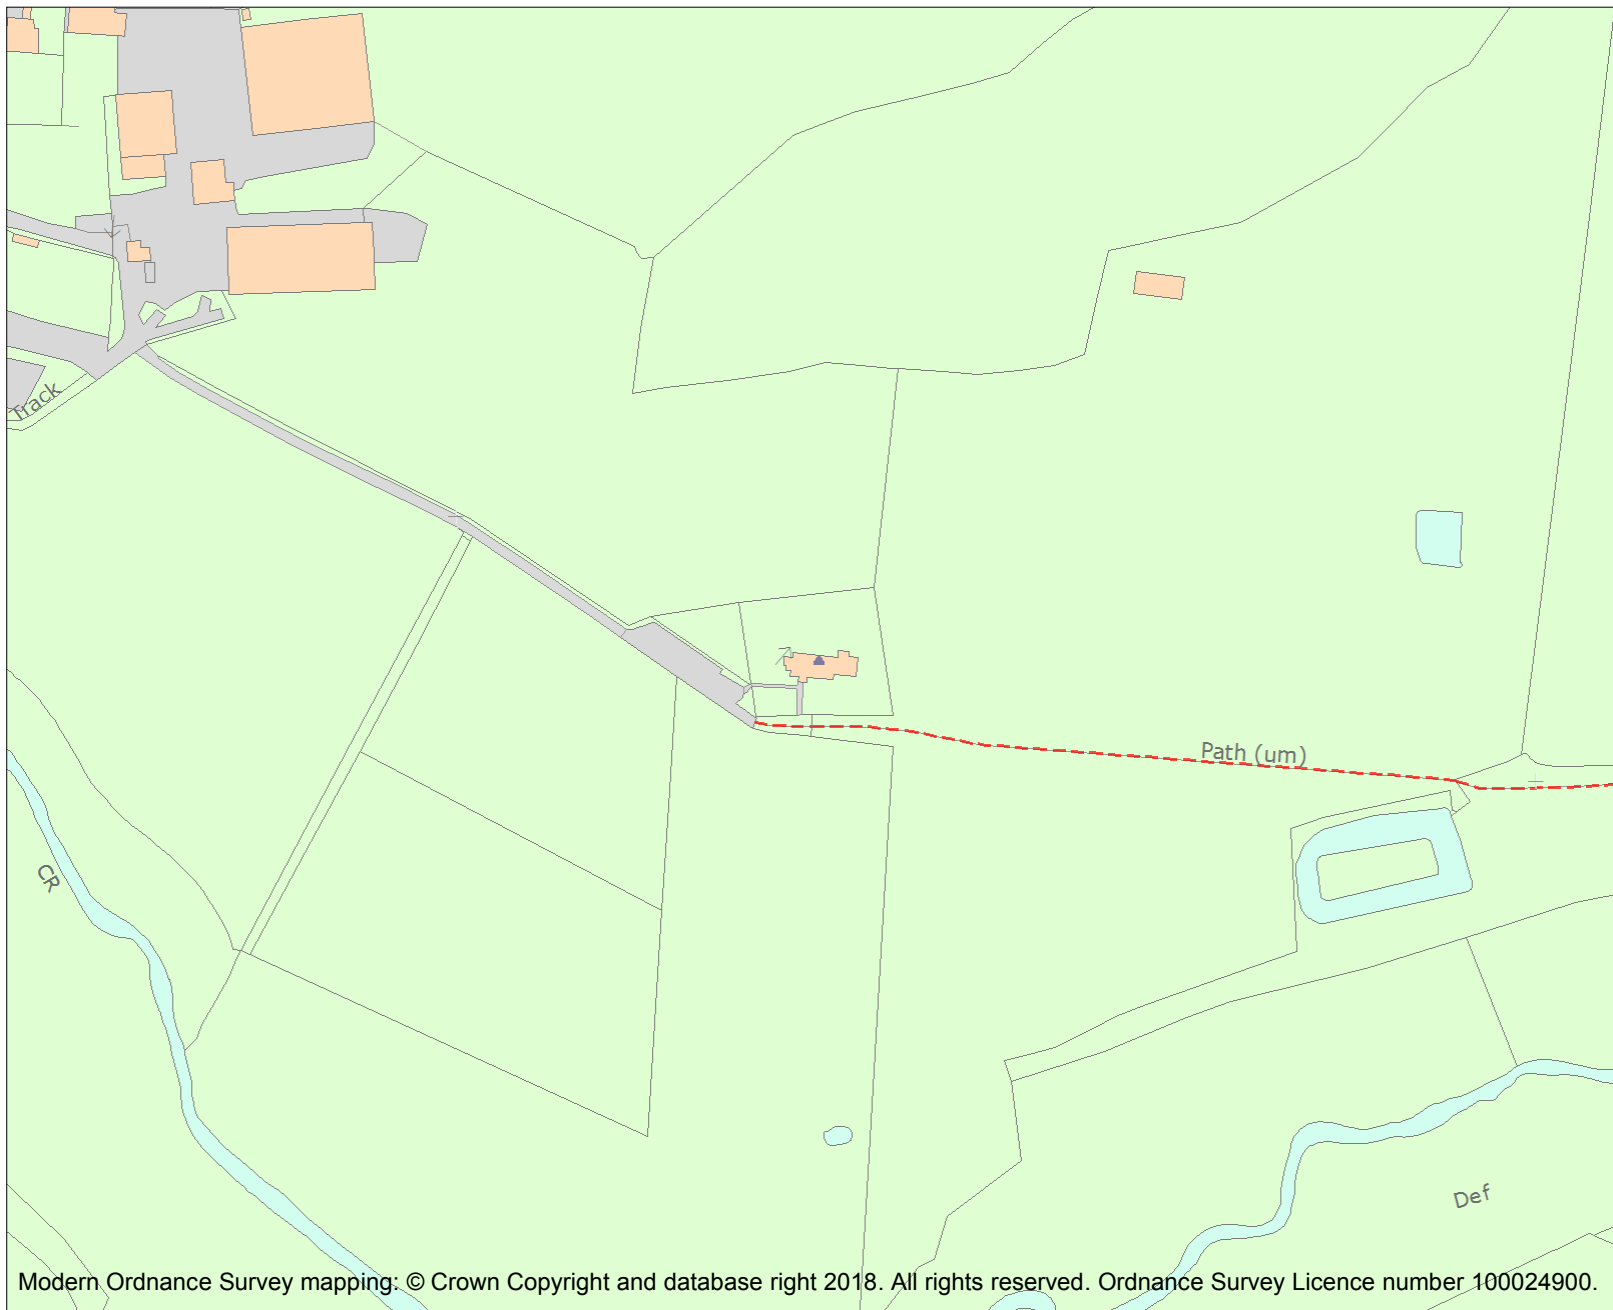 Track
Path (um)
CR
Def
Modern Ordnance Survey mapping: © Crown Copyright and database right 2018. All rights reserved. Ordnance Survey Licence number 100024900.